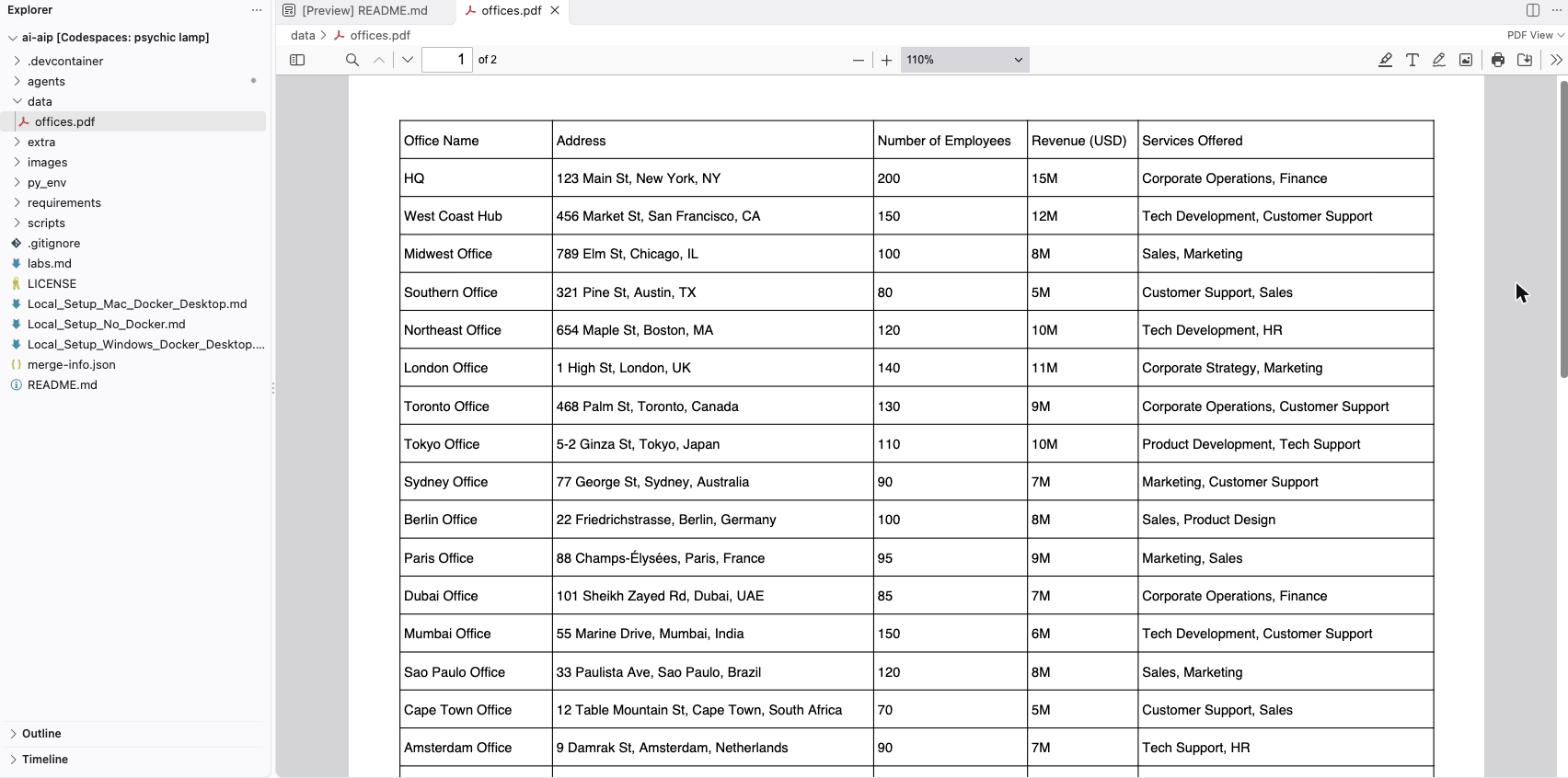 Explorer
ai-aip [Codespaces: psychic lamp]
.devcontainer
agents
data
offices.pdf
extra
images
py_env
requirements
scripts
.gitignore
labs.md
LICENSE
Local_Setup_Mac_Docker_Desktop.md
Local_Setup_No_Docker.md
Local_Setup_Windows_Docker_Desktop....
merge-info.json
README.md
Outline
Timeline
[Preview] README.md
offices.pdf
data > offices.pdf
PDF View
1 of 2
110%
Office Name Address Number of Employees Revenue (USD) Services Offered
HQ 123 Main St, New York, NY 200 15M Corporate Operations, Finance
West Coast Hub 456 Market St, San Francisco, CA 150 12M Tech Development, Customer Support
Midwest Office 789 Elm St, Chicago, IL 100 8M Sales, Marketing
Southern Office 321 Pine St, Austin, TX 80 5M Customer Support, Sales
Northeast Office 654 Maple St, Boston, MA 120 10M Tech Development, HR
London Office 1 High St, London, UK 140 11M Corporate Strategy, Marketing
Toronto Office 468 Palm St, Toronto, Canada 130 9M Corporate Operations, Customer Support
Tokyo Office 5-2 Ginza St, Tokyo, Japan 110 10M Product Development, Tech Support
Sydney Office 77 George St, Sydney, Australia 90 7M Marketing, Customer Support
Berlin Office 22 Friedrichstrasse, Berlin, Germany 100 8M Sales, Product Design
Paris Office 88 Champs-Élysées, Paris, France 95 9M Marketing, Sales
Dubai Office 101 Sheikh Zayed Rd, Dubai, UAE 85 7M Corporate Operations, Finance
Mumbai Office 55 Marine Drive, Mumbai, India 150 6M Tech Development, Customer Support
Sao Paulo Office 33 Paulista Ave, Sao Paulo, Brazil 120 8M Sales, Marketing
Cape Town Office 12 Table Mountain St, Cape Town, South Africa 70 5M Customer Support, Sales
Amsterdam Office 9 Damrak St, Amsterdam, Netherlands 90 7M Tech Support, HR